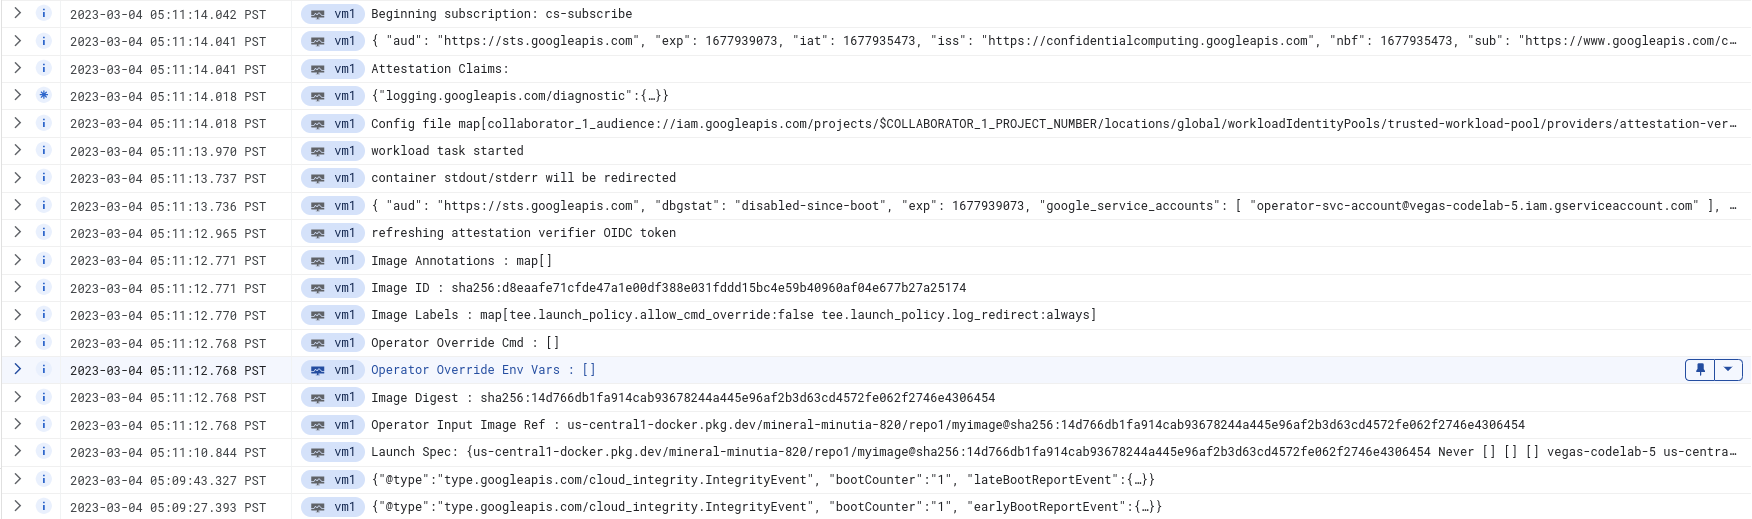 2023-03-04 05:11:14.042 PST vm1 Beginning subscription: cs-subscribe
2023-03-04 05:11:14.041 PST vm1 { "aud": "https://sts.googleapis.com", "exp": 1677939073, "iat": 1677935473, "iss": "https://confidentialcomputing.googleapis.com", "nbf": 1677935473, "sub": "https://www.googleapis.com/c…
2023-03-04 05:11:14.041 PST vm1 Attestation Claims:
2023-03-04 05:11:14.018 PST vm1 {"logging.googleapis.com/diagnostic":{…}}
2023-03-04 05:11:14.018 PST vm1 Config file map[collaborator_1_audience://iam.googleapis.com/projects/$COLLABORATOR_1_PROJECT_NUMBER/locations/global/workloadIdentityPools/trusted-workload-pool/providers/attestation-ver…
2023-03-04 05:11:13.970 PST vm1 workload task started
2023-03-04 05:11:13.737 PST vm1 container stdout/stderr will be redirected
2023-03-04 05:11:13.736 PST vm1 { "aud": "https://sts.googleapis.com", "dbgstat": "disabled-since-boot", "exp": 1677939073, "google_service_accounts": [ "operator-svc-account@vegas-codelab-5.iam.gserviceaccount.com" ], …
2023-03-04 05:11:12.965 PST vm1 refreshing attestation verifier OIDC token
2023-03-04 05:11:12.771 PST vm1 Image Annotations : map[]
2023-03-04 05:11:12.771 PST vm1 Image ID : sha256:d8eaafe71cfde47a1e00df388e031fddd15bc4e59b40960af04e677b27a25174
2023-03-04 05:11:12.770 PST vm1 Image Labels : map[tee.launch_policy.allow_cmd_override:false tee.launch_policy.log_redirect:always]
2023-03-04 05:11:12.768 PST vm1 Operator Override Cmd : []
2023-03-04 05:11:12.768 PST vm1 Operator Override Env Vars : []
2023-03-04 05:11:12.768 PST vm1 Image Digest : sha256:14d766db1fa914cab93678244a445e96af2b3d63cd4572fe062f2746e4306454
2023-03-04 05:11:12.768 PST vm1 Operator Input Image Ref : us-central1-docker.pkg.dev/mineral-minutia-820/repo1/myimage@sha256:14d766db1fa914cab93678244a445e96af2b3d63cd4572fe062f2746e4306454
2023-03-04 05:11:10.844 PST vm1 Launch Spec: {us-central1-docker.pkg.dev/mineral-minutia-820/repo1/myimage@sha256:14d766db1fa914cab93678244a445e96af2b3d63cd4572fe062f2746e4306454 Never [] [] [] vegas-codelab-5 us-centra…
2023-03-04 05:09:43.327 PST vm1 {"@type":"type.googleapis.com/cloud_integrity.IntegrityEvent", "bootCounter":"1", "lateBootReportEvent":{…}}
2023-03-04 05:09:27.393 PST vm1 {"@type":"type.googleapis.com/cloud_integrity.IntegrityEvent", "bootCounter":"1", "earlyBootReportEvent":{…}}